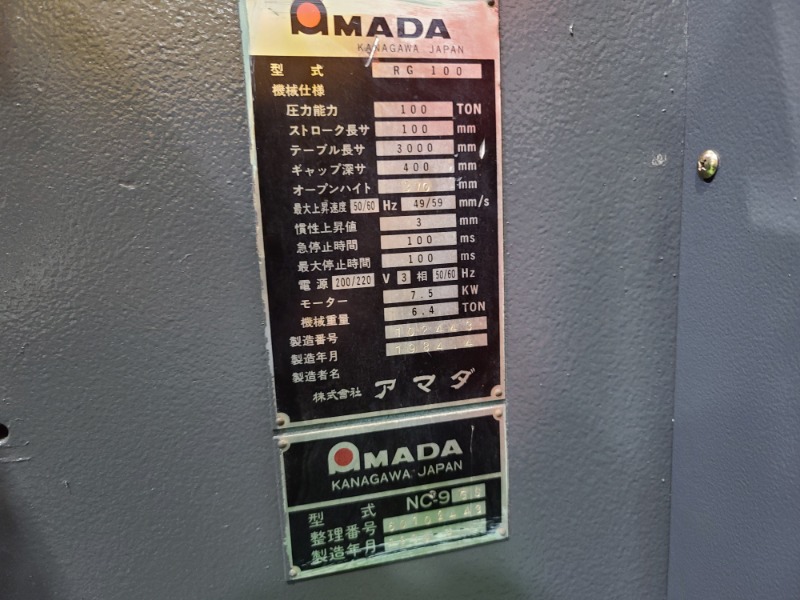 AMADA
KANAGAWA JAPAN
型式 RG 100
機械仕様
圧力能力 100 TON
ストローク長サ 100 mm
テーブル長サ 3000 mm
ギャップ深サ 400 mm
オープンハイト mm
最大上昇速度 50/60 Hz 49/59 mm/s
慣性上昇値 3 mm
急停止時間 100 ms
最大停止時間 100 ms
電源 200/220 V 3 相 50/60 Hz
モーター 7.5 KW
機械重量 6.4 TON
製造番号
製造年月
製造者名
株式會社 アマダ
AMADA
KANAGAWA JAPAN
型式
整理番号
製造年月